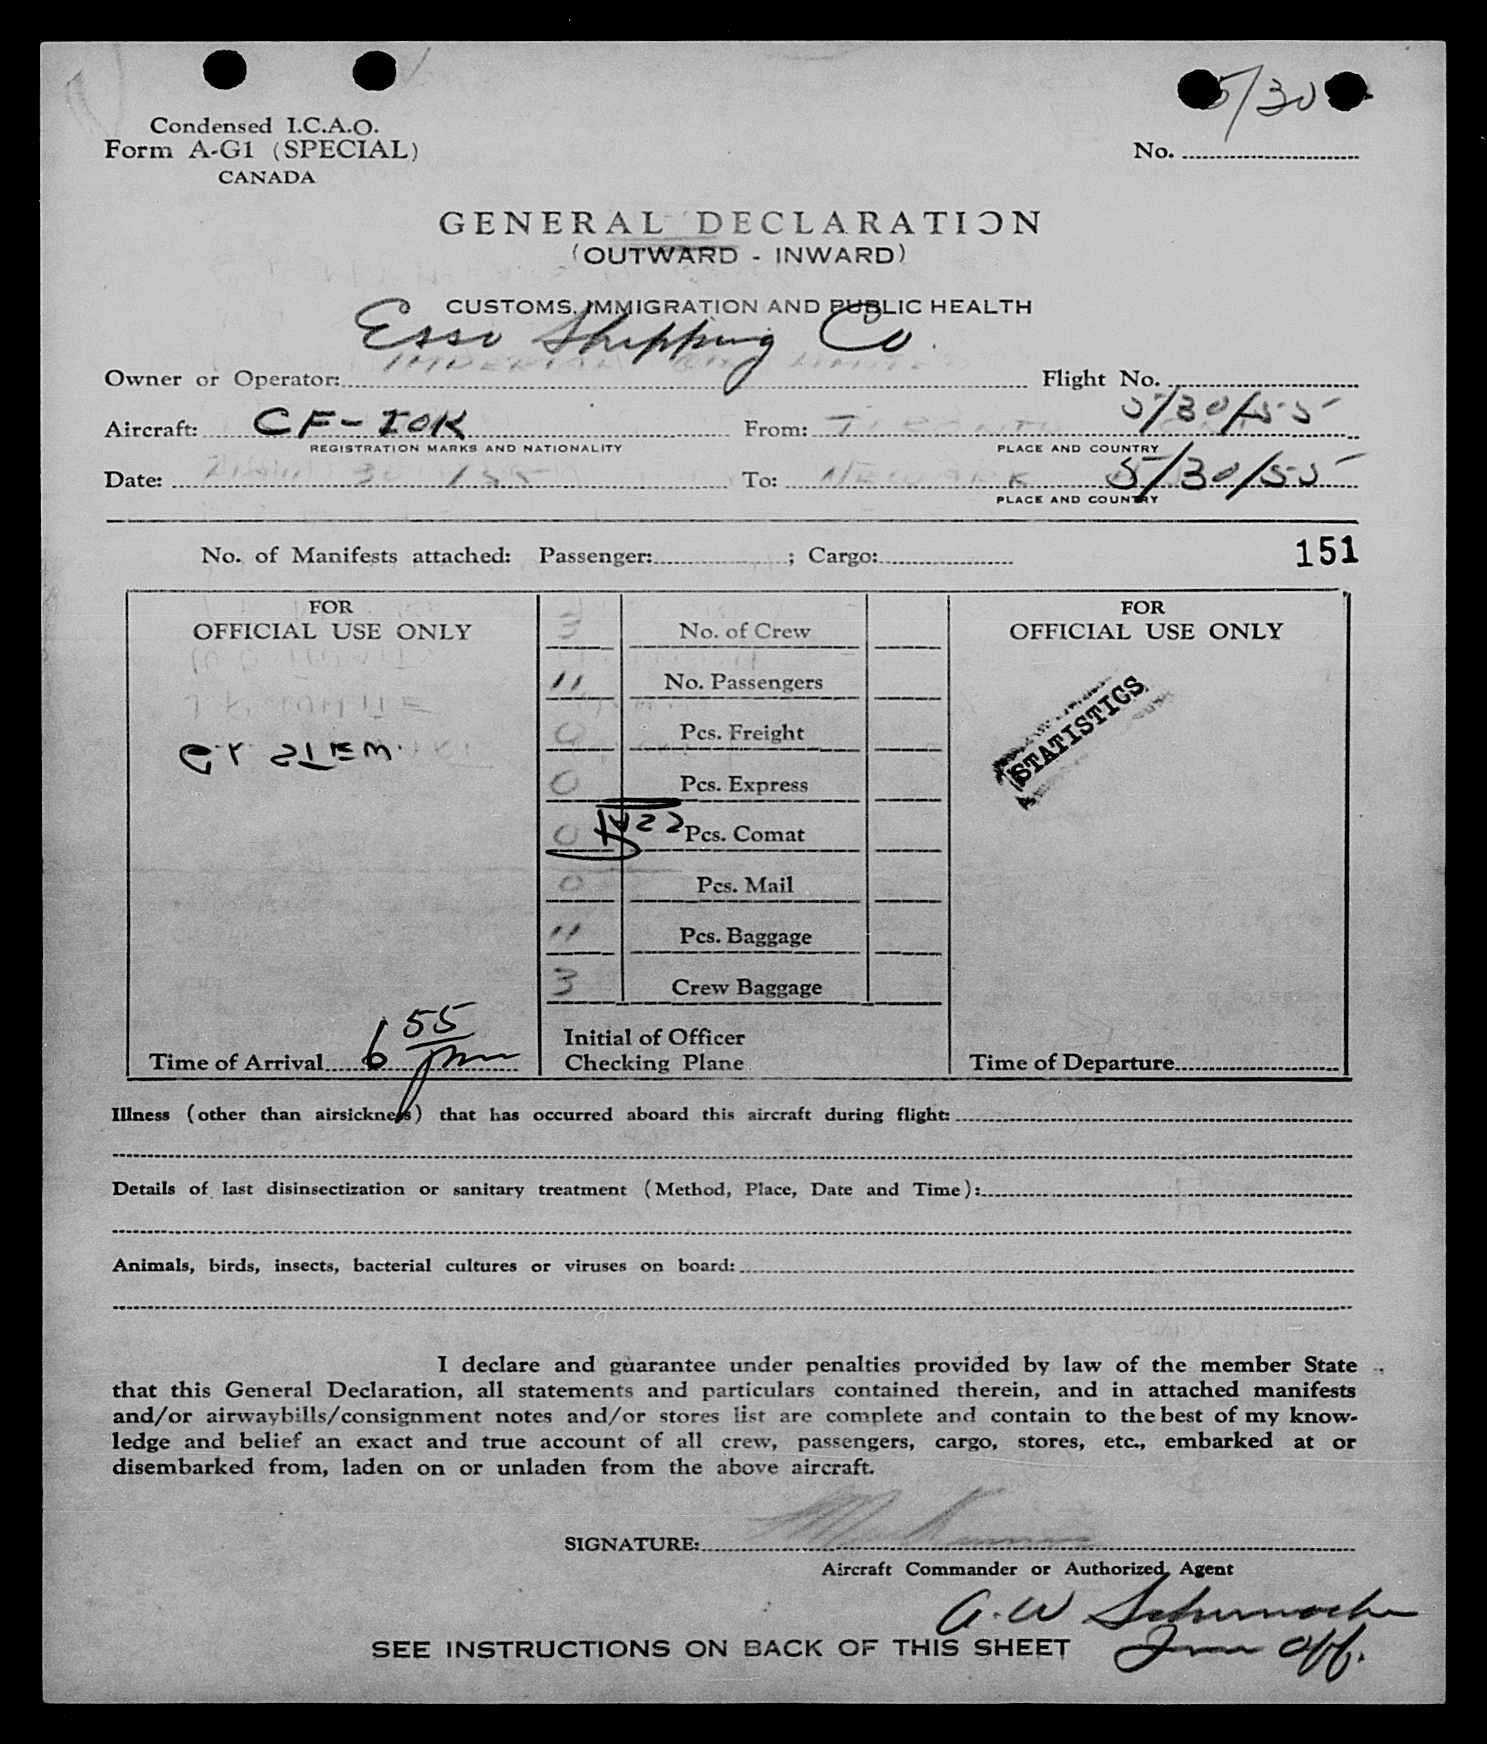 5/30
Condensed I.C.A.O.
Form A-G1 (SPECIAL)
CANADA
No.
GENERAL DECLARATION
(OUTWARD - INWARD)
CUSTOMS, IMMIGRATION AND PUBLIC HEALTH
Esso Shipping Co.
IMPERIAL OIL LIMITED
Owner or Operator: Flight No.
Aircraft: CF-IOK From: TORONTO 5/30/55
REGISTRATION MARKS AND NATIONALITY PLACE AND COUNTRY
Date: MAY 30 / 55 To: NEWARK 5/30/55
PLACE AND COUNTRY
No. of Manifests attached: Passenger: ; Cargo: 151
FOR FOR
OFFICIAL USE ONLY OFFICIAL USE ONLY
3 No. of Crew
11 No. Passengers
0 Pcs. Freight
STATISTICS
0 Pcs. Express
0 1422 Pcs. Comat
0 Pcs. Mail
11 Pcs. Baggage
3 Crew Baggage
Time of Arrival 6 55 pm
Initial of Officer
Checking Plane
Time of Departure
Illness (other than airsickness) that has occurred aboard this aircraft during flight:
Details of last disinsectization or sanitary treatment (Method, Place, Date and Time):
Animals, birds, insects, bacterial cultures or viruses on board:
I declare and guarantee under penalties provided by law of the member State
that this General Declaration, all statements and particulars contained therein, and in attached manifests
and/or airwaybills/consignment notes and/or stores list are complete and contain to the best of my know-
ledge and belief an exact and true account of all crew, passengers, cargo, stores, etc., embarked at or
disembarked from, laden on or unladen from the above aircraft.
SIGNATURE:
Aircraft Commander or Authorized Agent
A. W Schumacher
SEE INSTRUCTIONS ON BACK OF THIS SHEET Imm Off.